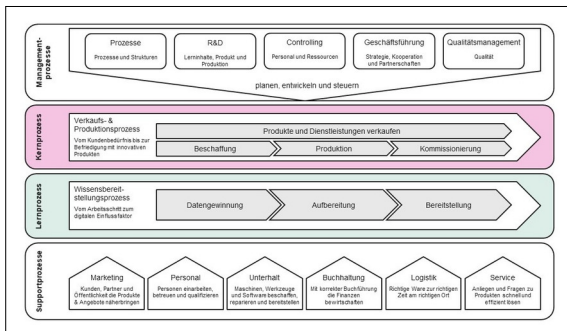 Management-
prozesse
Prozesse
Prozesse und Strukturen
R&D
Lerninhalte, Produkt und
Produktion
Controlling
Personal und Ressourcen
Geschäftsführung
Strategie, Kooperation
und Partnerschaften
Qualitätsmanagement
Qualität
planen, entwickeln und steuern
Kernprozess
Verkaufs- &
Produktionsprozess
Vom Kundenbedürfnis bis zur
Befriedigung mit innovativen
Produkten
Produkte und Dienstleistungen verkaufen
Beschaffung
Produktion
Kommissionierung
Lernprozess
Wissensbereit-
stellungsprozess
Vom Arbeitsschritt zum
digitalen Einflussfaktor
Datengewinnung
Aufbereitung
Bereitstellung
Supportprozesse
Marketing
Kunden, Partner und
Öffentlichkeit die Produkte
& Angebote näherbringen
Personal
Personen einarbeiten,
betreuen und qualifizieren
Unterhalt
Maschinen, Werkzeuge
und Software beschaffen,
reparieren und bereitstellen
Buchhaltung
Mit korrekter Buchführung
die Finanzen
bewirtschaften
Logistik
Richtige Ware zur richtigen
Zeit am richtigen Ort
Service
Anliegen und Fragen zu
Produkten schnell und
effizient lösen